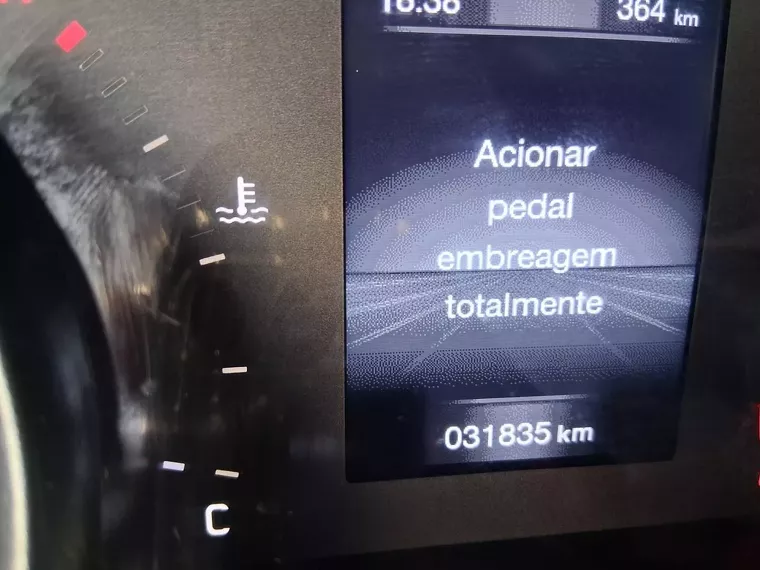 364 km
Acionar
pedal
embreagem
totalmente
031835 km
C